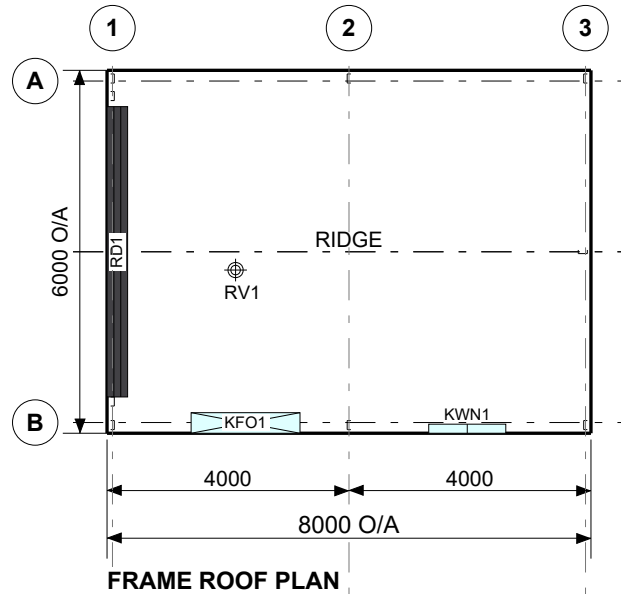 1
2
3
A
6000 O/A
RD1
RIDGE
RV1
B
KFO1
KWN1
4000
4000
8000 O/A
FRAME ROOF PLAN